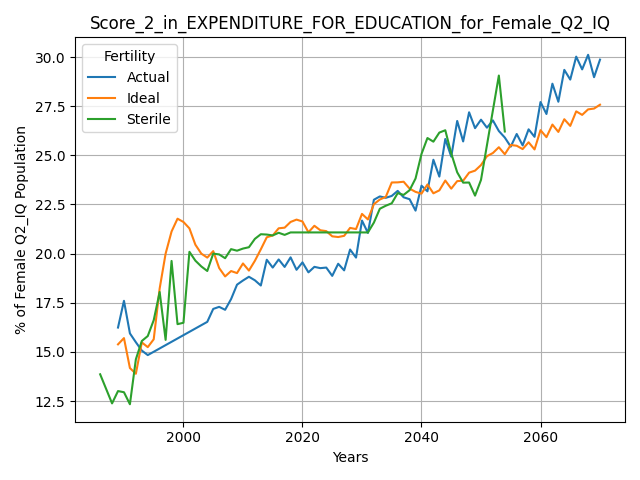 Score_2_in_EXPENDITURE_FOR_EDUCATION_for_Female_Q2_IQ
Fertility
Actual
Ideal
Sterile
% of Female Q2_IQ Population
30.0
27.5
25.0
22.5
20.0
17.5
15.0
12.5
2000
2020
2040
2060
Years